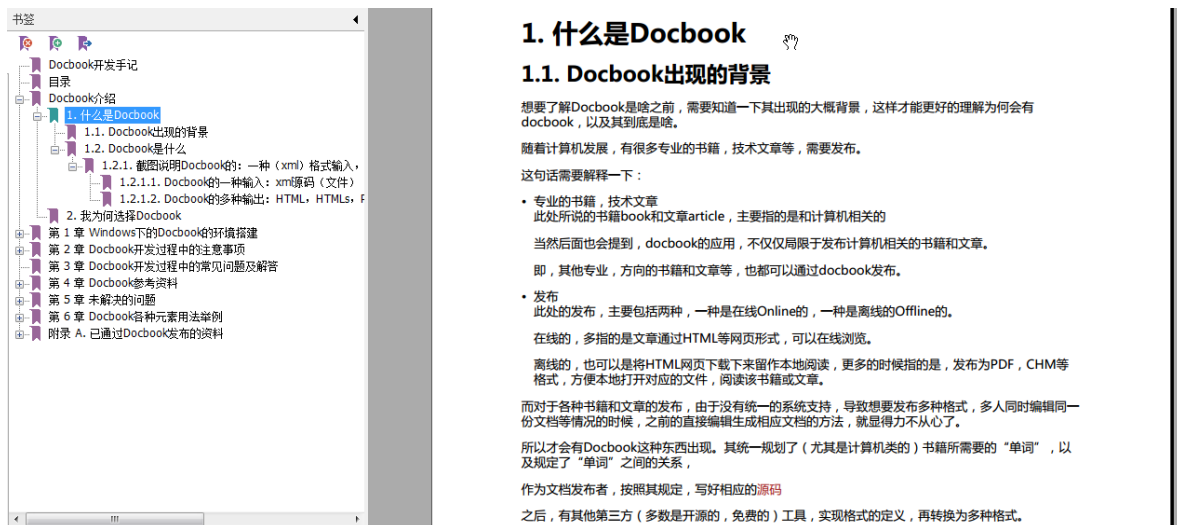 书签
Docbook开发手记
目录
Docbook介绍
1. 什么是Docbook
1.1. Docbook出现的背景
1.2. Docbook是什么
1.2.1. 截图说明Docbook的：一种（xml）格式输入，
1.2.1.1. Docbook的一种输入：xml源码（文件）
1.2.1.2. Docbook的多种输出：HTML，HTMLs，P
2. 我为何选择Docbook
第 1 章 Windows下的Docbook的环境搭建
第 2 章 Docbook开发过程中的注意事项
第 3 章 Docbook开发过程中的常见问题及解答
第 4 章 Docbook参考资料
第 5 章 未解决的问题
第 6 章 Docbook各种元素用法举例
附录 A. 已通过Docbook发布的资料
1. 什么是Docbook
1.1. Docbook出现的背景
想要了解Docbook是啥之前，需要知道一下其出现的大概背景，这样才能更好的理解为何会有
docbook，以及其到底是啥。
随着计算机发展，有很多专业的书籍，技术文章等，需要发布。
这句话需要解释一下：
• 专业的书籍，技术文章
此处所说的书籍book和文章article，主要指的是和计算机相关的
当然后面也会提到，docbook的应用，不仅仅局限于发布计算机相关的书籍和文章。
即，其他专业，方向的书籍和文章等，也都可以通过docbook发布。
• 发布
此处的发布，主要包括两种，一种是在线Online的，一种是离线的Offline的。
在线的，多指的是文章通过HTML等网页形式，可以在线浏览。
离线的，也可以是将HTML网页下载下来留作本地阅读，更多的时候指的是，发布为PDF，CHM等
格式，方便本地打开对应的文件，阅读该书籍或文章。
而对于各种书籍和文章的发布，由于没有统一的系统支持，导致想要发布多种格式，多人同时编辑同一
份文档等情况的时候，之前的直接编辑生成相应文档的方法，就显得力不从心了。
所以才会有Docbook这种东西出现。其统一规划了（尤其是计算机类的）书籍所需要的“单词”，以
及规定了“单词”之间的关系，
作为文档发布者，按照其规定，写好相应的源码
之后，有其他第三方（多数是开源的，免费的）工具，实现格式的定义，再转换为多种格式。